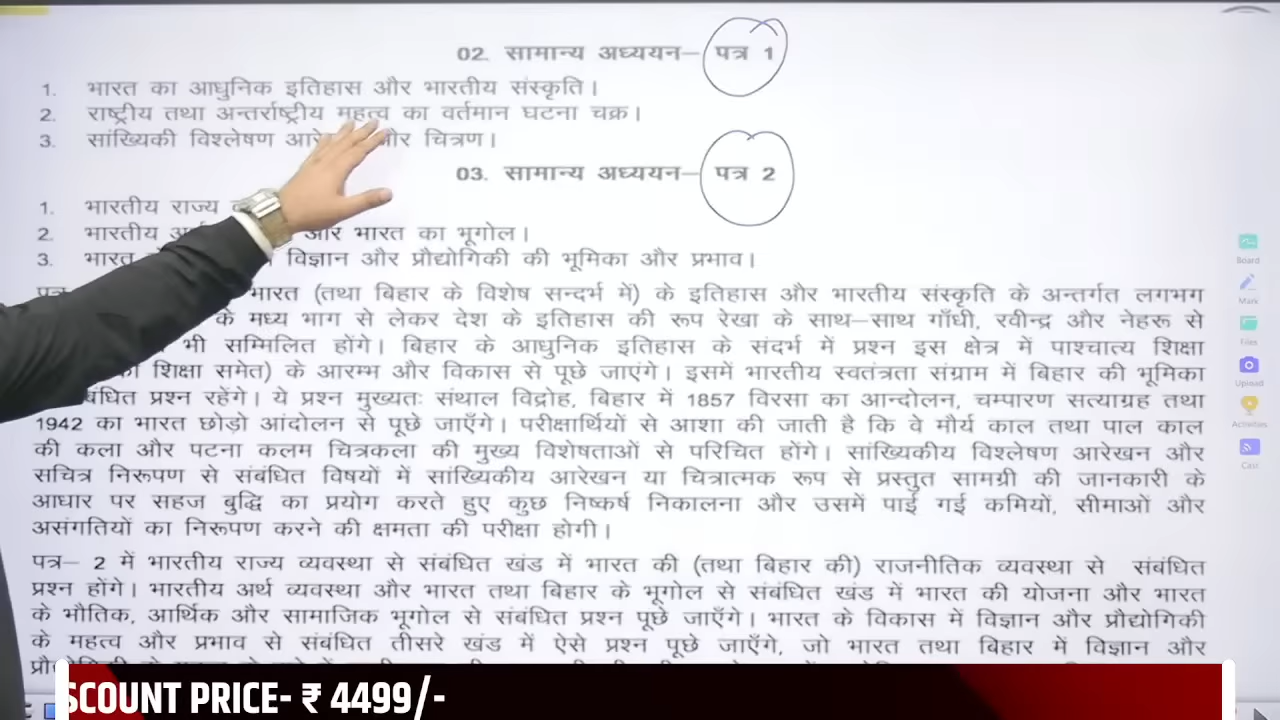 02. सामान्य अध्ययन– पत्र 1
1. भारत का आधुनिक इतिहास और भारतीय संस्कृति।
2. राष्ट्रीय तथा अन्तर्राष्ट्रीय महत्व का वर्तमान घटना चक्र।
3. सांख्यिकी विश्लेषण और चित्रण।
03. सामान्य अध्ययन– पत्र 2
1. भारतीय राज्य
2. भारतीय और भारत का भूगोल।
3. भारत विज्ञान और प्रौद्योगिकी की भूमिका और प्रभाव।
भारत (तथा बिहार के विशेष सन्दर्भ में) के इतिहास और भारतीय संस्कृति के अन्तर्गत लगभग
के मध्य भाग से लेकर देश के इतिहास की रूप रेखा के साथ–साथ गाँधी, रवीन्द्र और नेहरू से
भी सम्मिलित होंगे। बिहार के आधुनिक इतिहास के संदर्भ में प्रश्न इस क्षेत्र में पाश्चात्य शिक्षा
शिक्षा समेत) के आरम्भ और विकास से पूछे जाएंगे। इसमें भारतीय स्वतंत्रता संग्राम में बिहार की भूमिका
प्रश्न रहेंगे। ये प्रश्न मुख्यतः संथाल विद्रोह, बिहार में 1857 विरसा का आन्दोलन, चम्पारण सत्याग्रह तथा
1942 का भारत छोड़ो आंदोलन से पूछे जाएँगे। परीक्षार्थियों से आशा की जाती है कि वे मौर्य काल तथा पाल काल
की कला और पटना कलम चित्रकला की मुख्य विशेषताओं से परिचित होंगे। सांख्यिकीय विश्लेषण आरेखन और
सचित्र निरूपण से संबंधित विषयों में सांख्यिकीय आरेखन या चित्रात्मक रूप से प्रस्तुत सामग्री की जानकारी के
आधार पर सहज बुद्धि का प्रयोग करते हुए कुछ निष्कर्ष निकालना और उसमें पाई गई कमियों, सीमाओं और
असंगतियों का निरूपण करने की क्षमता की परीक्षा होगी।
पत्र– 2 में भारतीय राज्य व्यवस्था से संबंधित खंड में भारत की (तथा बिहार की) राजनीतिक व्यवस्था से संबंधित
प्रश्न होंगे। भारतीय अर्थ व्यवस्था और भारत तथा बिहार के भूगोल से संबंधित खंड में भारत की योजना और भारत
के भौतिक, आर्थिक और सामाजिक भूगोल से संबंधित प्रश्न पूछे जाएँगे। भारत के विकास में विज्ञान और प्रौद्योगिकी
के महत्व और प्रभाव से संबंधित तीसरे खंड में ऐसे प्रश्न पूछे जाएँगे, जो भारत तथा बिहार में विज्ञान और
Board
Mark
Files
Upload
Activities
Cast
SCOUNT PRICE- ₹ 4499/-